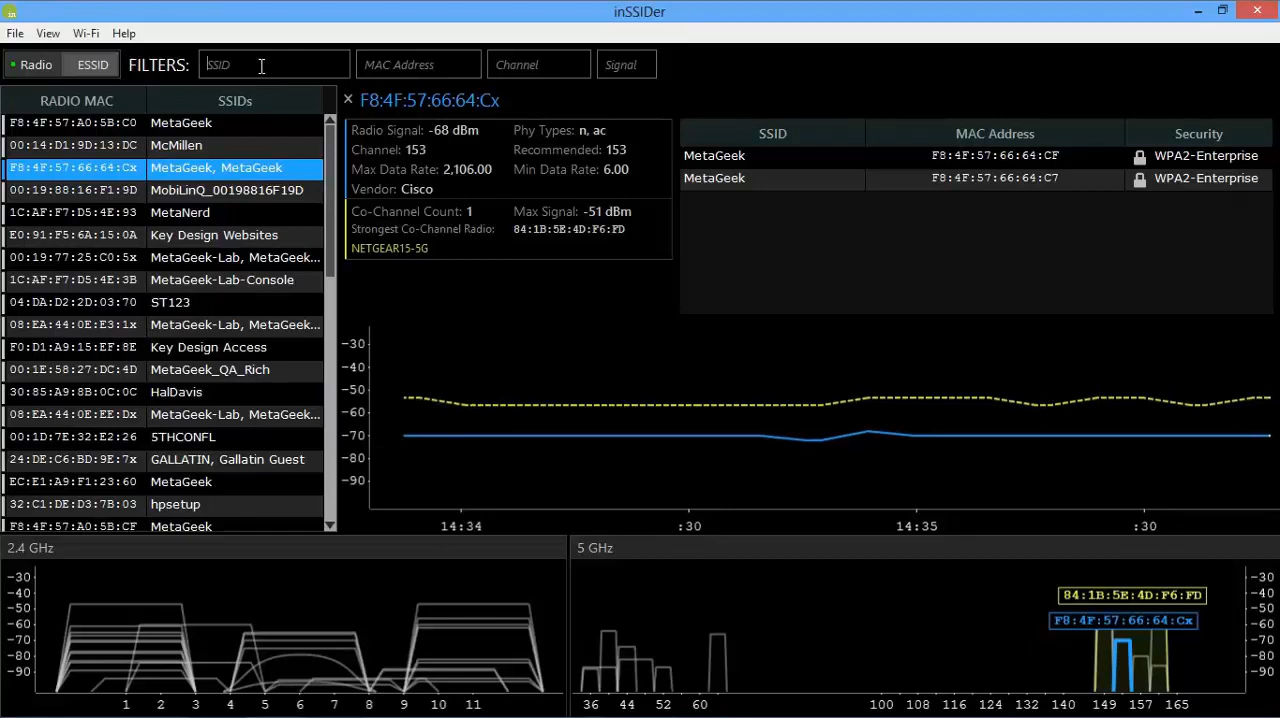 in
inSSIDer
File View Wi-Fi Help
Radio ESSID FILTERS: SSID MAC Address Channel Signal
RADIO MAC SSIDs
F8:4F:57:A0:5B:C0 MetaGeek
00:14:D1:9D:13:DC McMillen
F8:4F:57:66:64:Cx MetaGeek, MetaGeek
00:19:88:16:F1:9D MobiLinQ_00198816F19D
1C:AF:F7:D5:4E:93 MetaNerd
E0:91:F5:6A:15:0A Key Design Websites
00:19:77:25:C0:5x MetaGeek-Lab, MetaGeek...
1C:AF:F7:D5:4E:3B MetaGeek-Lab-Console
04:DA:D2:2D:03:70 ST123
08:EA:44:0E:E3:1x MetaGeek-Lab, MetaGeek...
F0:D1:A9:15:EF:8E Key Design Access
00:1E:58:27:DC:4D MetaGeek_QA_Rich
30:85:A9:8B:0C:0C HalDavis
08:EA:44:0E:EE:Dx MetaGeek-Lab, MetaGeek...
00:1D:7E:32:E2:26 5THCONFL
24:DE:C6:BD:9E:7x GALLATIN, Gallatin Guest
EC:E1:A9:F1:23:60 MetaGeek
32:C1:DE:D3:7B:03 hpsetup
F8:4F:57:A0:5B:CF MetaGeek
× F8:4F:57:66:64:Cx
Radio Signal: -68 dBm Phy Types: n, ac
Channel: 153 Recommended: 153
Max Data Rate: 2,106.00 Min Data Rate: 6.00
Vendor: Cisco
Co-Channel Count: 1 Max Signal: -51 dBm
Strongest Co-Channel Radio: 84:1B:5E:4D:F6:FD
NETGEAR15-5G
SSID MAC Address Security
MetaGeek F8:4F:57:66:64:CF WPA2-Enterprise
MetaGeek F8:4F:57:66:64:C7 WPA2-Enterprise
-30
-40
-50
-60
-70
-80
-90
14:34 :30 14:35 :30
2.4 GHz
-30
-40
-50
-60
-70
-80
-90
1 2 3 4 5 6 7 8 9 10 11
5 GHz
84:1B:5E:4D:F6:FD
F8:4F:57:66:64:Cx
-30
-40
-50
-60
-70
-80
-90
36 44 52 60 100 108 116 124 132 140 149 157 165